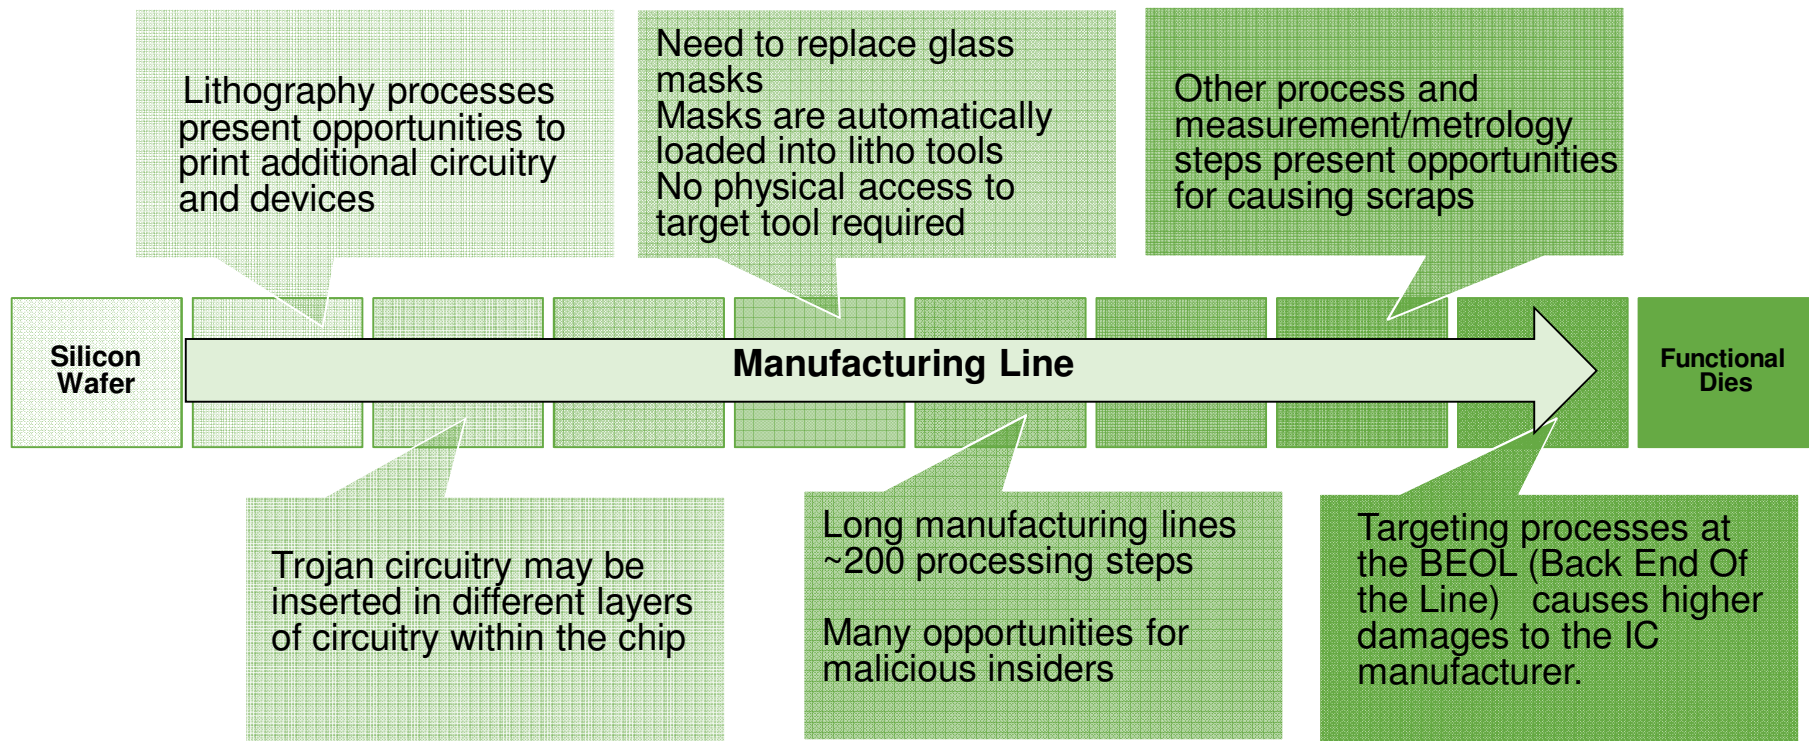 Lithography processes
present opportunities to
print additional circuitry
and devices
Need to replace glass
masks
Masks are automatically
loaded into litho tools
No physical access to
target tool required
Other process and
measurement/metrology
steps present opportunities
for causing scraps
Silicon
Wafer
Manufacturing Line
Functional
Dies
Trojan circuitry may be
inserted in different layers
of circuitry within the chip
Long manufacturing lines
~200 processing steps
Many opportunities for
malicious insiders
Targeting processes at
the BEOL (Back End Of
the Line)   causes higher
damages to the IC
manufacturer.